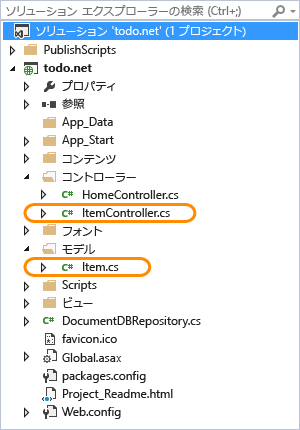 ソリューション エクスプローラーの検索 (Ctrl+;)
ソリューション 'todo.net' (1 プロジェクト)
PublishScripts
todo.net
プロパティ
参照
App_Data
App_Start
コンテンツ
コントローラー
C# HomeController.cs
C# ItemController.cs
フォント
モデル
C# Item.cs
Scripts
ビュー
C# DocumentDBRepository.cs
favicon.ico
Global.asax
packages.config
Project_Readme.html
Web.config